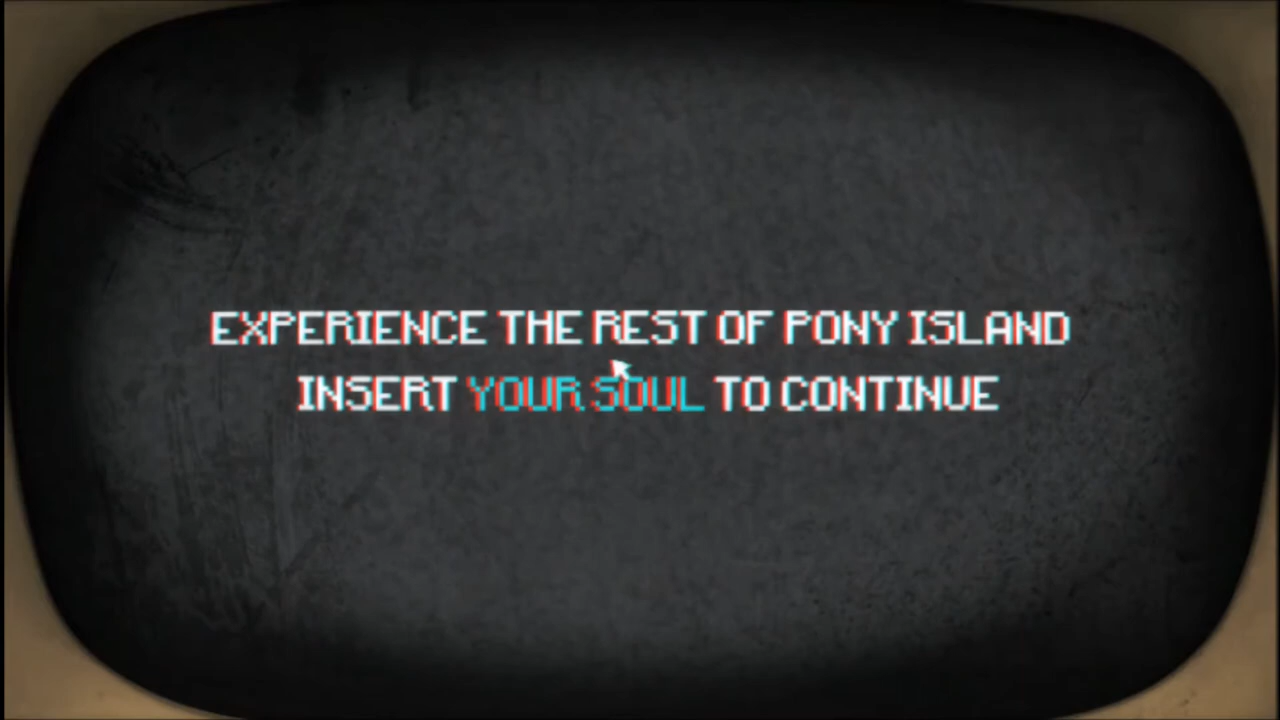 EXPERIENCE THE REST OF PONY ISLAND
INSERT YOUR SOUL TO CONTINUE